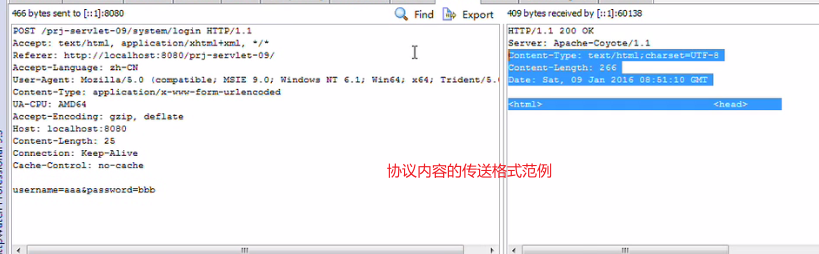 466 bytes sent to [::1]:8080
Find
Export
POST /prj-servlet-09/system/login HTTP/1.1
Accept: text/html, application/xhtml+xml, */*
Referer: http://localhost:8080/prj-servlet-09/
Accept-Language: zh-CN
User-Agent: Mozilla/5.0 (compatible; MSIE 9.0; Windows NT 6.1; Win64; x64; Trident/5.
Content-Type: application/x-www-form-urlencoded
UA-CPU: AMD64
Accept-Encoding: gzip, deflate
Host: localhost:8080
Content-Length: 25
Connection: Keep-Alive
Cache-Control: no-cache
username=aaa&password=bbb
409 bytes received by [::1]:60138
HTTP/1.1 200 OK
Server: Apache-Coyote/1.1
Content-Type: text/html;charset=UTF-8
Content-Length: 266
Date: Sat, 09 Jan 2016 08:51:10 GMT
<html> <head>
协议内容的传送格式范例